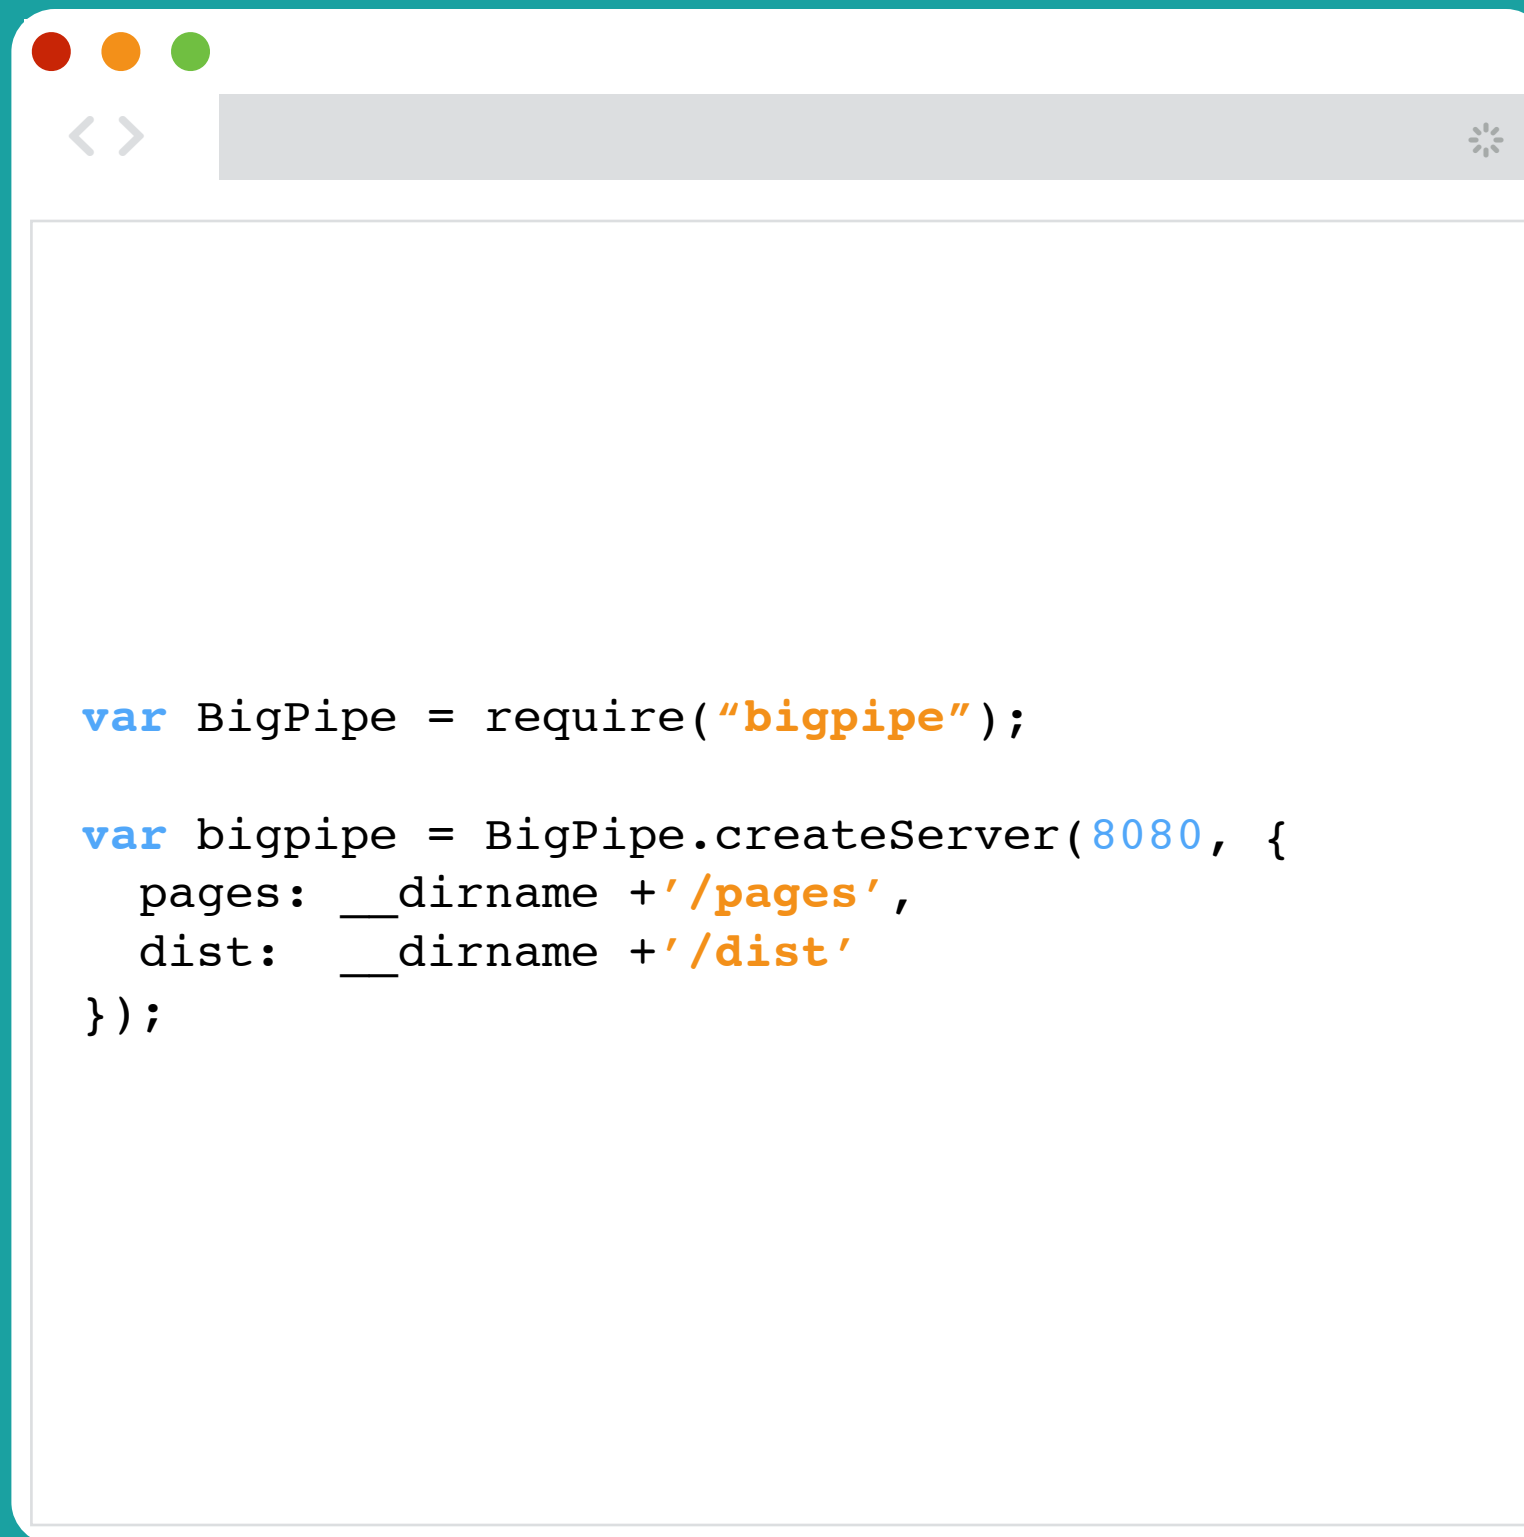 var BigPipe = require(“bigpipe”);
var bigpipe = BigPipe.createServer(8080, {
  pages: __dirname +’/pages’,
  dist:  __dirname +’/dist’
});